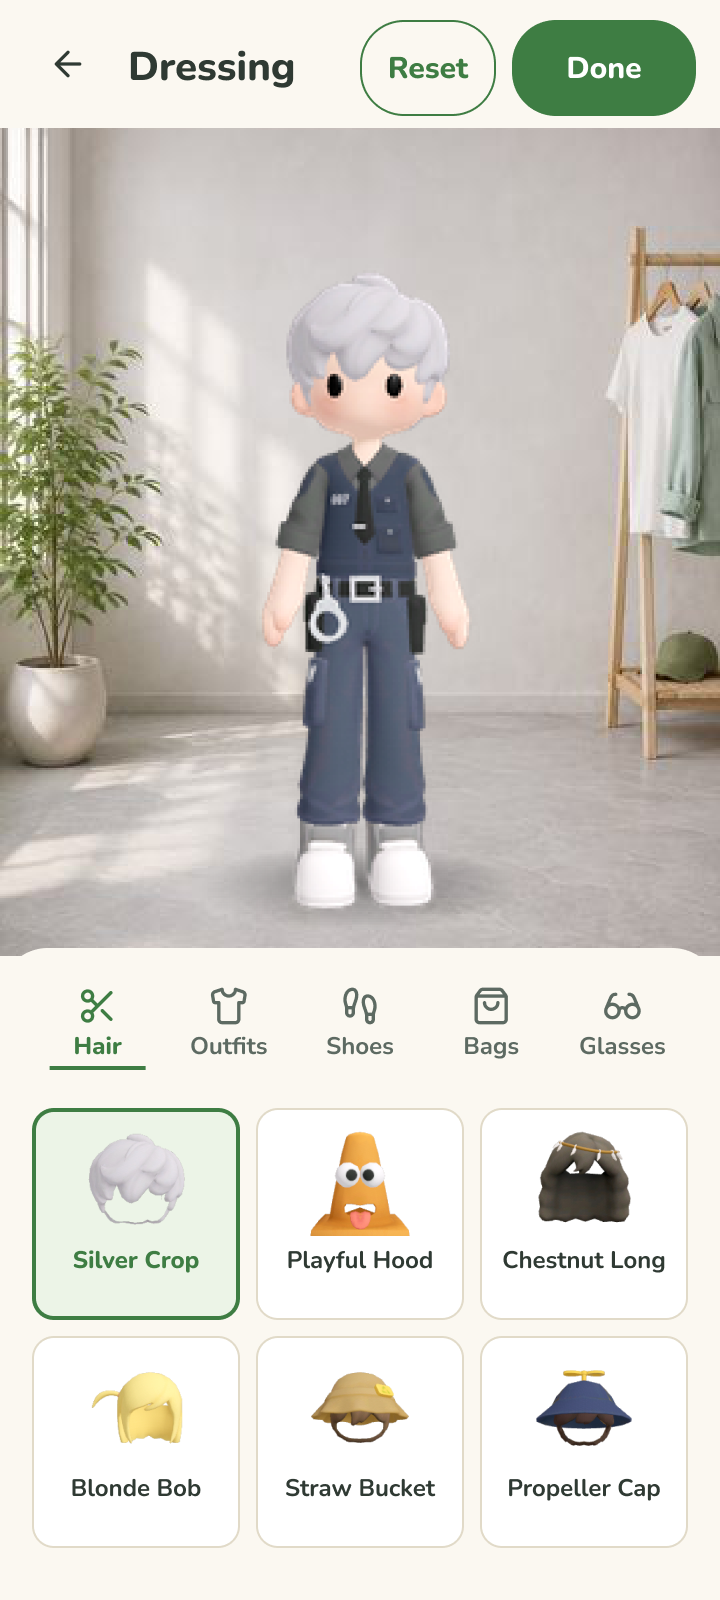 Dressing
Reset
Done
Hair
Outfits
Shoes
Bags
Glasses
Silver Crop
Playful Hood
Chestnut Long
Blonde Bob
Straw Bucket
Propeller Cap